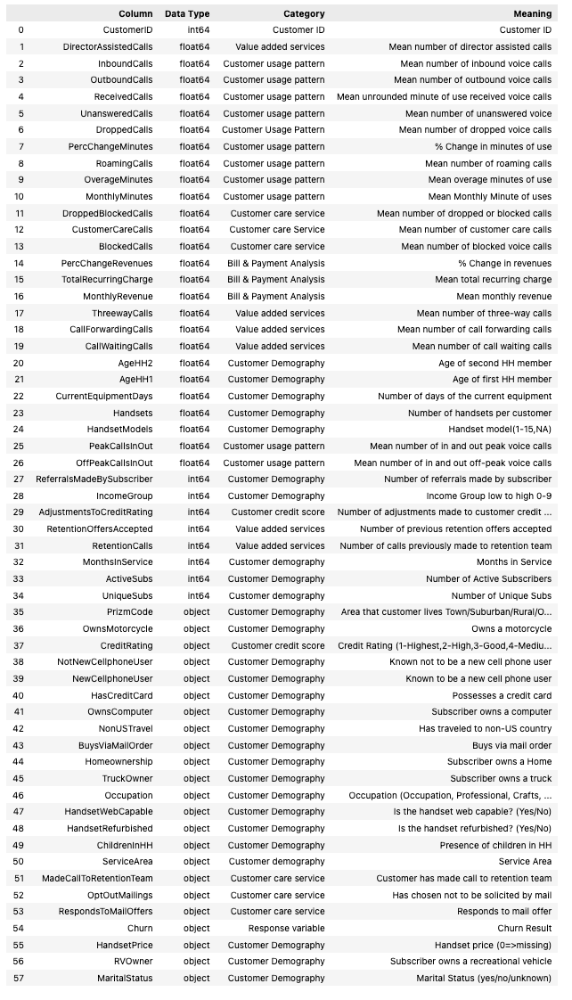 Column Data Type Category Meaning
0 CustomerID int64 Customer ID Customer ID
1 DirectorAssistedCalls float64 Value added services Mean number of director assisted calls
2 InboundCalls float64 Customer usage pattern Mean number of inbound voice calls
3 OutboundCalls float64 Customer usage pattern Mean number of outbound voice calls
4 ReceivedCalls float64 Customer usage pattern Mean unrounded minute of use received voice calls
5 UnansweredCalls float64 Customer usage pattern Mean number of unanswered voice
6 DroppedCalls float64 Customer Usage Pattern Mean number of dropped voice calls
7 PercChangeMinutes float64 Customer usage pattern % Change in minutes of use
8 RoamingCalls float64 Customer usage pattern Mean number of roaming calls
9 OverageMinutes float64 Customer usage pattern Mean overage minutes of use
10 MonthlyMinutes float64 Customer usage pattern Mean Monthly Minute of uses
11 DroppedBlockedCalls float64 Customer care service Mean number of dropped or blocked calls
12 CustomerCareCalls float64 Customer care Service Mean number of customer care calls
13 BlockedCalls float64 Customer care service Mean number of blocked voice calls
14 PercChangeRevenues float64 Bill & Payment Analysis % Change in revenues
15 TotalRecurringCharge float64 Bill & Payment Analysis Mean total recurring charge
16 MonthlyRevenue float64 Bill & Payment Analysis Mean monthly revenue
17 ThreewayCalls float64 Value added services Mean number of three-way calls
18 CallForwardingCalls float64 Value added services Mean number of call forwarding calls
19 CallWaitingCalls float64 Value added services Mean number of call waiting calls
20 AgeHH2 float64 Customer Demography Age of second HH member
21 AgeHH1 float64 Customer Demography Age of first HH member
22 CurrentEquipmentDays float64 Customer Demography Number of days of the current equipment
23 Handsets float64 Customer Demography Number of handsets per customer
24 HandsetModels float64 Customer Demography Handset model(1-15,NA)
25 PeakCallsInOut float64 Customer usage pattern Mean number of in and out peak voice calls
26 OffPeakCallsInOut float64 Customer usage pattern Mean number of in and out off-peak voice calls
27 ReferralsMadeBySubscriber int64 Customer Demography Number of referrals made by subscriber
28 IncomeGroup int64 Customer Demography Income Group low to high 0-9
29 AdjustmentsToCreditRating int64 Customer credit score Number of adjustments made to customer credit ...
30 RetentionOffersAccepted int64 Value added services Number of previous retention offers accepted
31 RetentionCalls int64 Value added services Number of calls previously made to retention team
32 MonthsInService int64 Customer demography Months in Service
33 ActiveSubs int64 Customer Demography Number of Active Subscribers
34 UniqueSubs int64 Customer Demography Number of Unique Subs
35 PrizmCode object Customer Demography Area that customer lives Town/Suburban/Rural/O...
36 OwnsMotorcycle object Customer Demography Owns a motorcycle
37 CreditRating object Customer credit score Credit Rating (1-Highest,2-High,3-Good,4-Mediu...
38 NotNewCellphoneUser object Customer Demography Known not to be a new cell phone user
39 NewCellphoneUser object Customer Demography Known to be a new cell phone user
40 HasCreditCard object Customer Demography Possesses a credit card
41 OwnsComputer object Customer Demography Subscriber owns a computer
42 NonUSTravel object Customer Demography Has traveled to non-US country
43 BuysViaMailOrder object Customer Demography Buys via mail order
44 Homeownership object Customer Demography Subscriber owns a Home
45 TruckOwner object Customer Demography Subscriber owns a truck
46 Occupation object Customer Demography Occupation (Occupation, Professional, Crafts, ...
47 HandsetWebCapable object Customer Demography Is the handset web capable? (Yes/No)
48 HandsetRefurbished object Customer Demography Is the handset refurbished? (Yes/No)
49 ChildrenInHH object Customer Demography Presence of children in HH
50 ServiceArea object Customer demography Service Area
51 MadeCallToRetentionTeam object Customer care service Customer has made call to retention team
52 OptOutMailings object Customer care service Has chosen not to be solicited by mail
53 RespondsToMailOffers object Customer care service Responds to mail offer
54 Churn object Response variable Churn Result
55 HandsetPrice object Customer Demography Handset price (0=>missing)
56 RVOwner object Customer Demography Subscriber owns a recreational vehicle
57 MaritalStatus object Customer Demography Marital Status (yes/no/unknown)